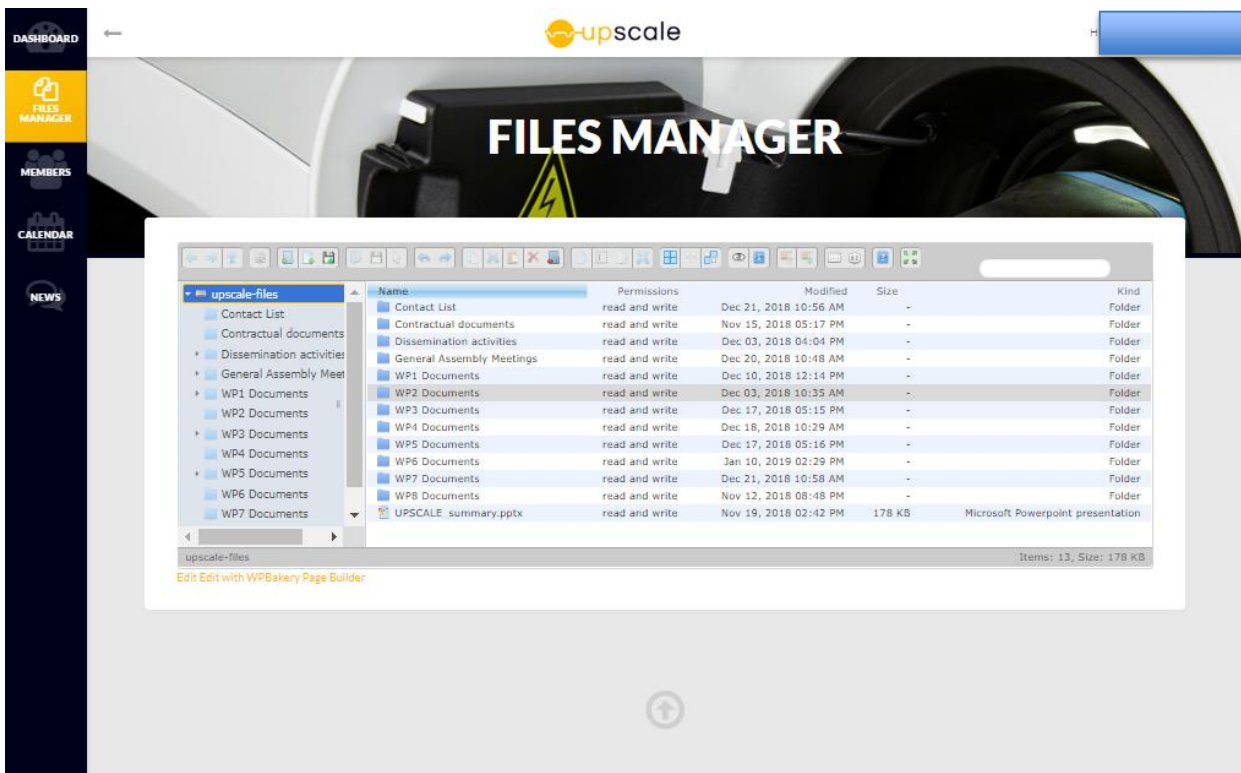 DASHBOARD
upscale
H
FILES
MANAGER
FILES MANAGER
MEMBERS
CALENDAR
NEWS
upscale-files
Contact List
Contractual documents
Dissemination activities
General Assembly Meet
WP1 Documents
WP2 Documents
WP3 Documents
WP4 Documents
WP5 Documents
WP6 Documents
WP7 Documents
Name Permissions Modified Size Kind
Contact List read and write Dec 21, 2018 10:56 AM - Folder
Contractual documents read and write Nov 15, 2018 05:17 PM - Folder
Dissemination activities read and write Dec 03, 2018 04:04 PM - Folder
General Assembly Meetings read and write Dec 20, 2018 10:48 AM - Folder
WP1 Documents read and write Dec 10, 2018 12:14 PM - Folder
WP2 Documents read and write Dec 03, 2018 10:35 AM - Folder
WP3 Documents read and write Dec 17, 2018 05:15 PM - Folder
WP4 Documents read and write Dec 18, 2018 10:29 AM - Folder
WP5 Documents read and write Dec 17, 2018 05:16 PM - Folder
WP6 Documents read and write Jan 10, 2019 02:29 PM - Folder
WP7 Documents read and write Dec 21, 2018 10:58 AM - Folder
WP8 Documents read and write Nov 12, 2018 08:48 PM - Folder
UPSCALE_summary.pptx read and write Nov 19, 2018 02:42 PM 178 KB Microsoft Powerpoint presentation
upscale-files Items: 13, Size: 178 KB
Edit Edit with WPBakery Page Builder